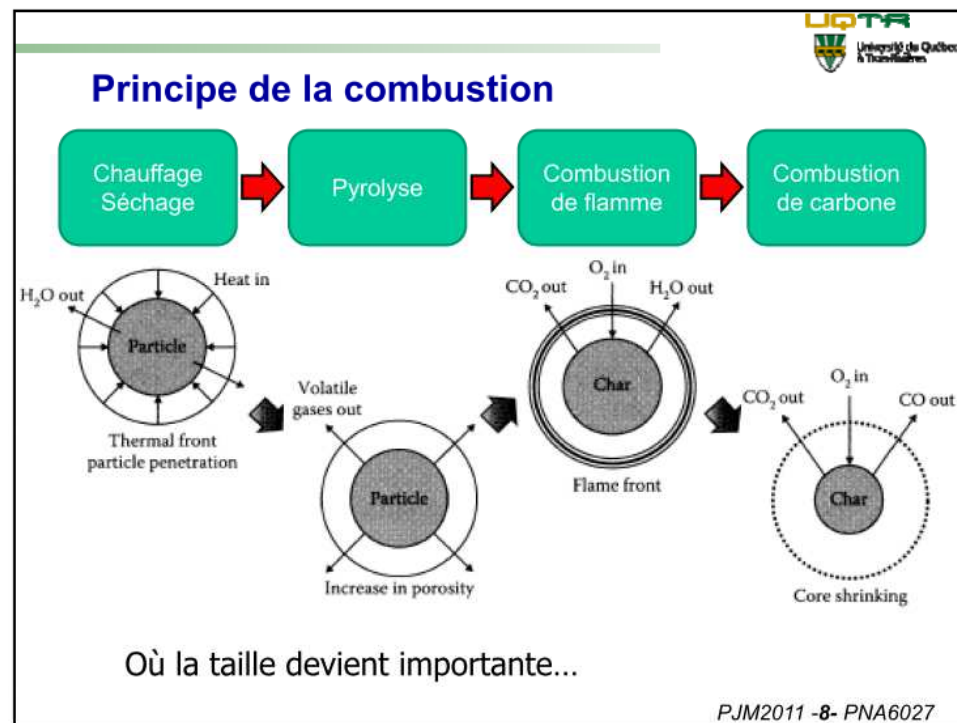 UQTR
Université du Québec
à Trois-Rivières
Principe de la combustion
Chauffage
Séchage
Pyrolyse
Combustion
de flamme
Combustion
de carbone
H₂O out
Heat in
Particle
Thermal front
particle penetration
Volatile
gases out
Particle
Increase in porosity
CO₂ out
O₂ in
H₂O out
Char
Flame front
CO₂ out
O₂ in
CO out
Char
Core shrinking
Où la taille devient importante…
PJM2011 -8- PNA6027